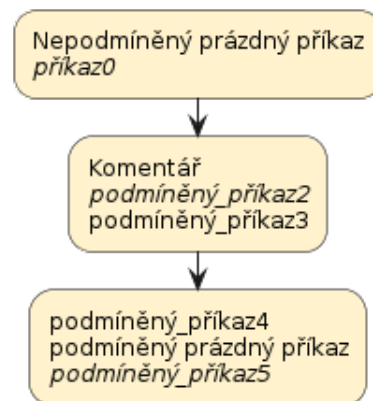 Nepodmíněný prázdný příkaz
příkaz0
Komentář
podmíněný_příkaz2
podmíněný_příkaz3
podmíněný_příkaz4
podmíněný prázdný příkaz
podmíněný_příkaz5